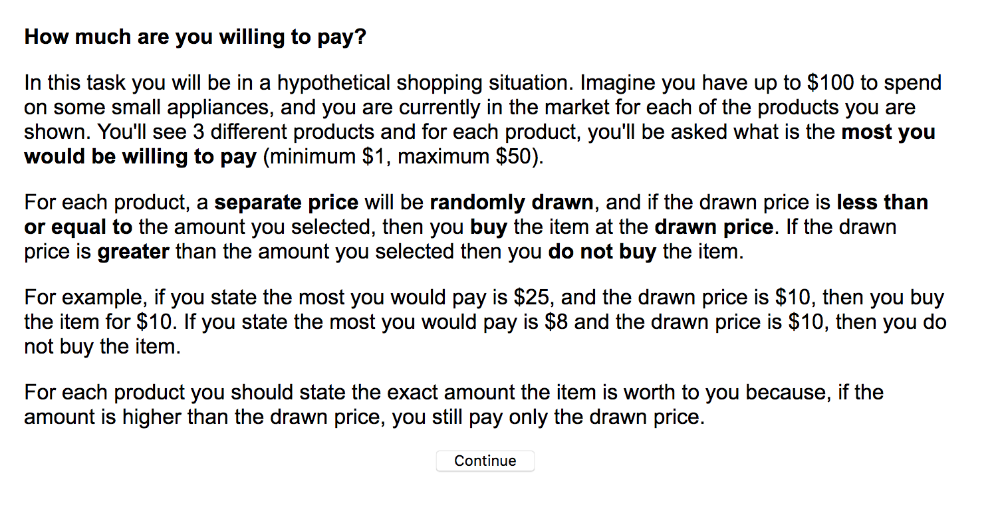 How much are you willing to pay?
In this task you will be in a hypothetical shopping situation. Imagine you have up to $100 to spend
on some small appliances, and you are currently in the market for each of the products you are
shown. You'll see 3 different products and for each product, you'll be asked what is the most you
would be willing to pay (minimum $1, maximum $50).
For each product, a separate price will be randomly drawn, and if the drawn price is less than
or equal to the amount you selected, then you buy the item at the drawn price. If the drawn
price is greater than the amount you selected then you do not buy the item.
For example, if you state the most you would pay is $25, and the drawn price is $10, then you buy
the item for $10. If you state the most you would pay is $8 and the drawn price is $10, then you do
not buy the item.
For each product you should state the exact amount the item is worth to you because, if the
amount is higher than the drawn price, you still pay only the drawn price.
Continue